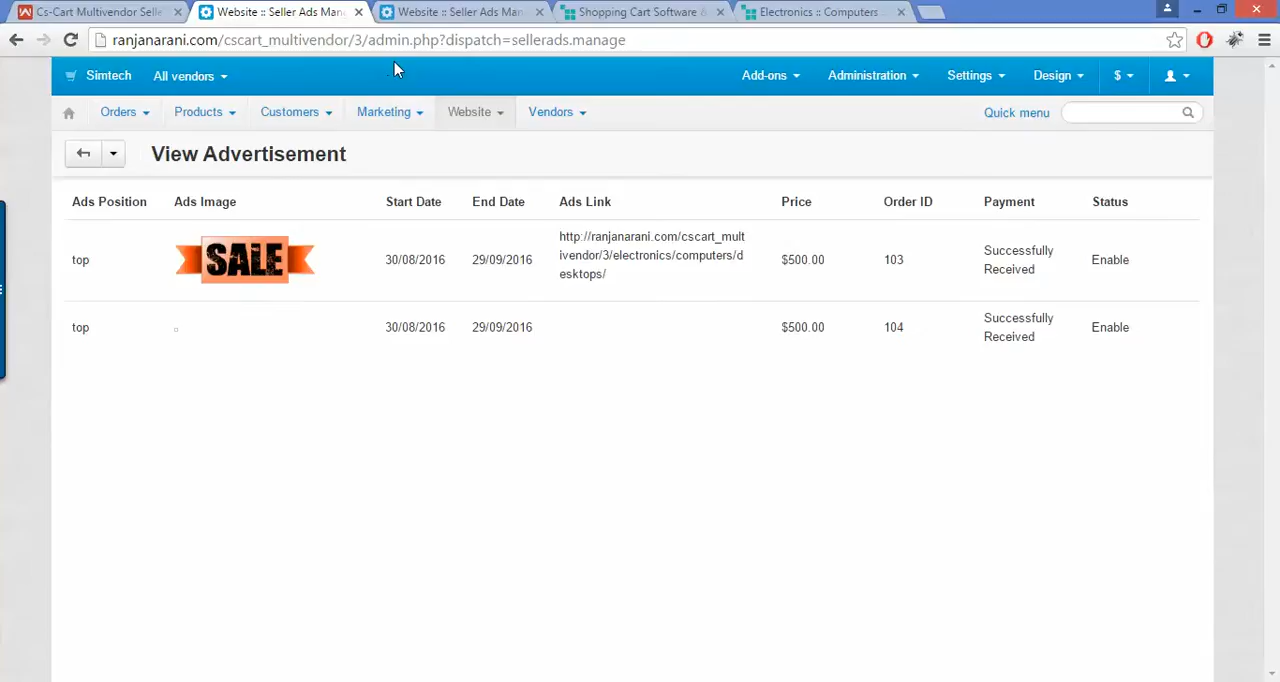 Cs-Cart Multivendor Selle
Website :: Seller Ads Man
Website :: Seller Ads Man
Shopping Cart Software &
Electronics :: Computers
ranjanarani.com/cscart_multivendor/3/admin.php?dispatch=sellerads.manage
Simtech
All vendors
Add-ons
Administration
Settings
Design
$
Orders
Products
Customers
Marketing
Website
Vendors
Quick menu
View Advertisement
Ads Position
Ads Image
Start Date
End Date
Ads Link
Price
Order ID
Payment
Status
top
SALE
30/08/2016
29/09/2016
http://ranjanarani.com/cscart_mult
ivendor/3/electronics/computers/d
esktops/
$500.00
103
Successfully
Received
Enable
top
30/08/2016
29/09/2016
$500.00
104
Successfully
Received
Enable